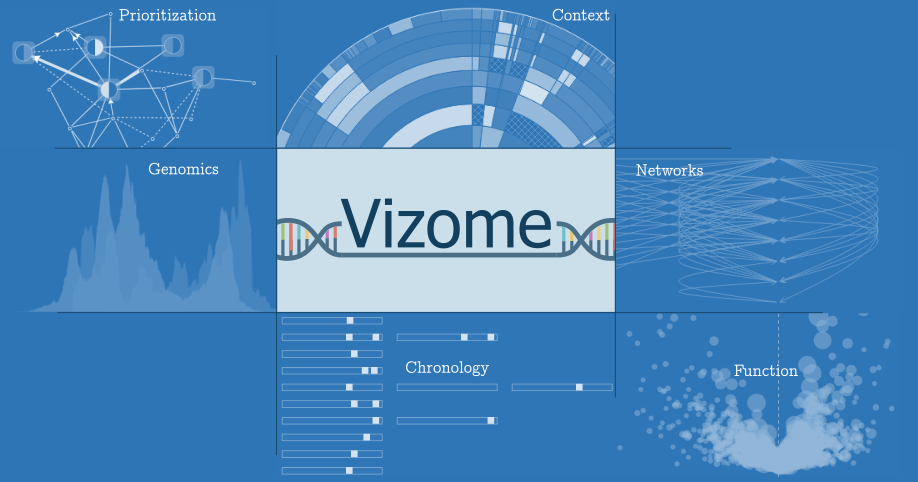 Prioritization
Context
Genomics
Networks
Vizome
Chronology
Function